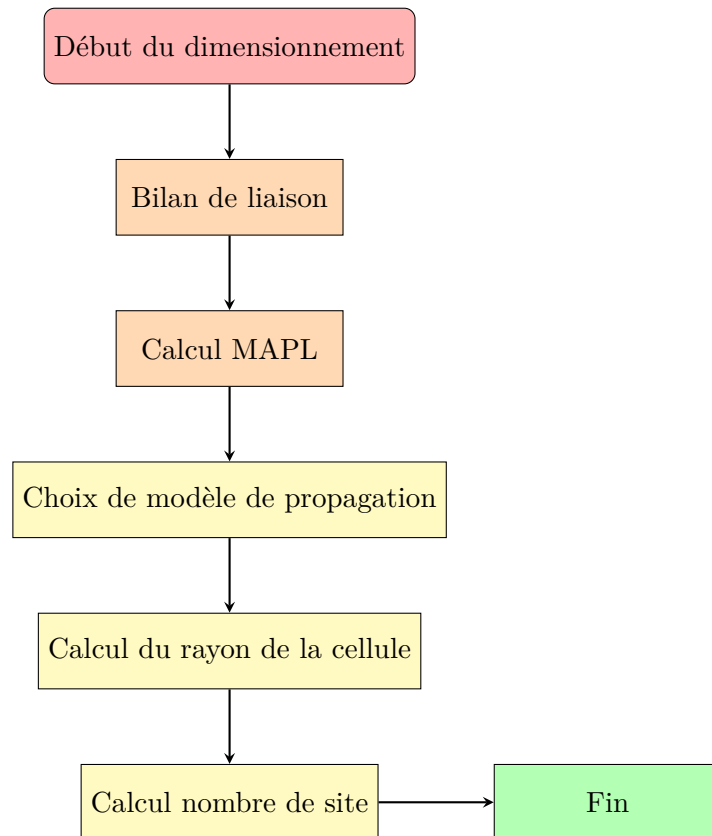 Début du dimensionnement
Bilan de liaison
Calcul MAPL
Choix de modèle de propagation
Calcul du rayon de la cellule
Calcul nombre de site
Fin